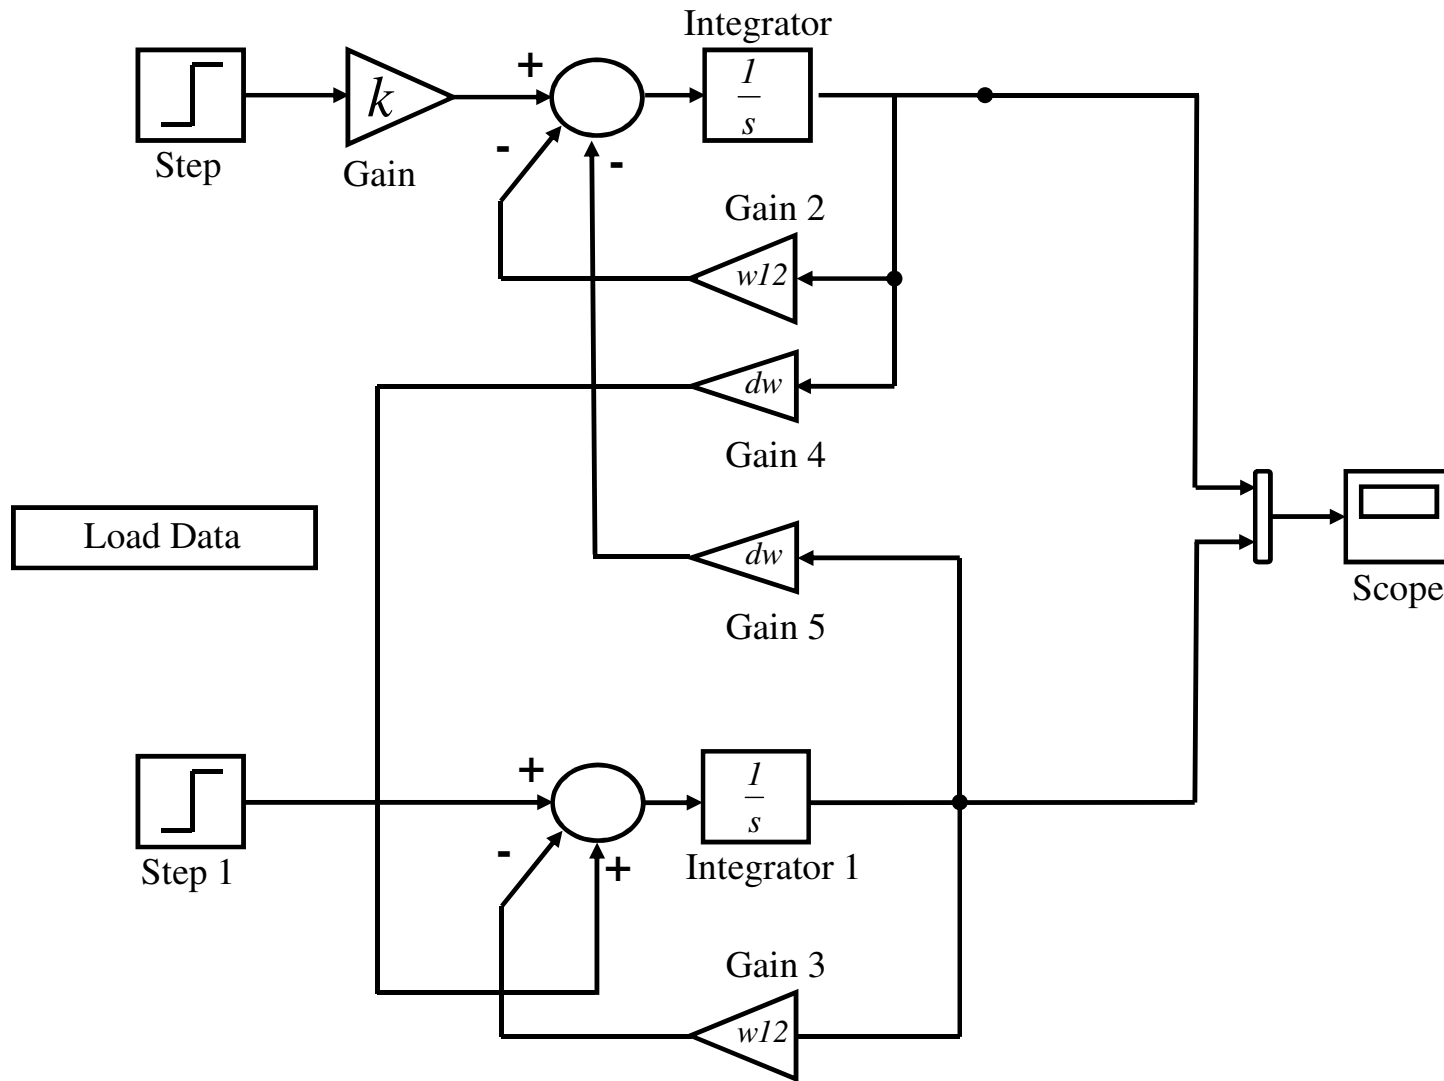 Integrator
+
k
1
s
Step
Gain
-
-
Gain 2
w12
dw
Gain 4
Load Data
dw
Scope
Gain 5
+
1
s
Step 1
-
+
Integrator 1
Gain 3
w12